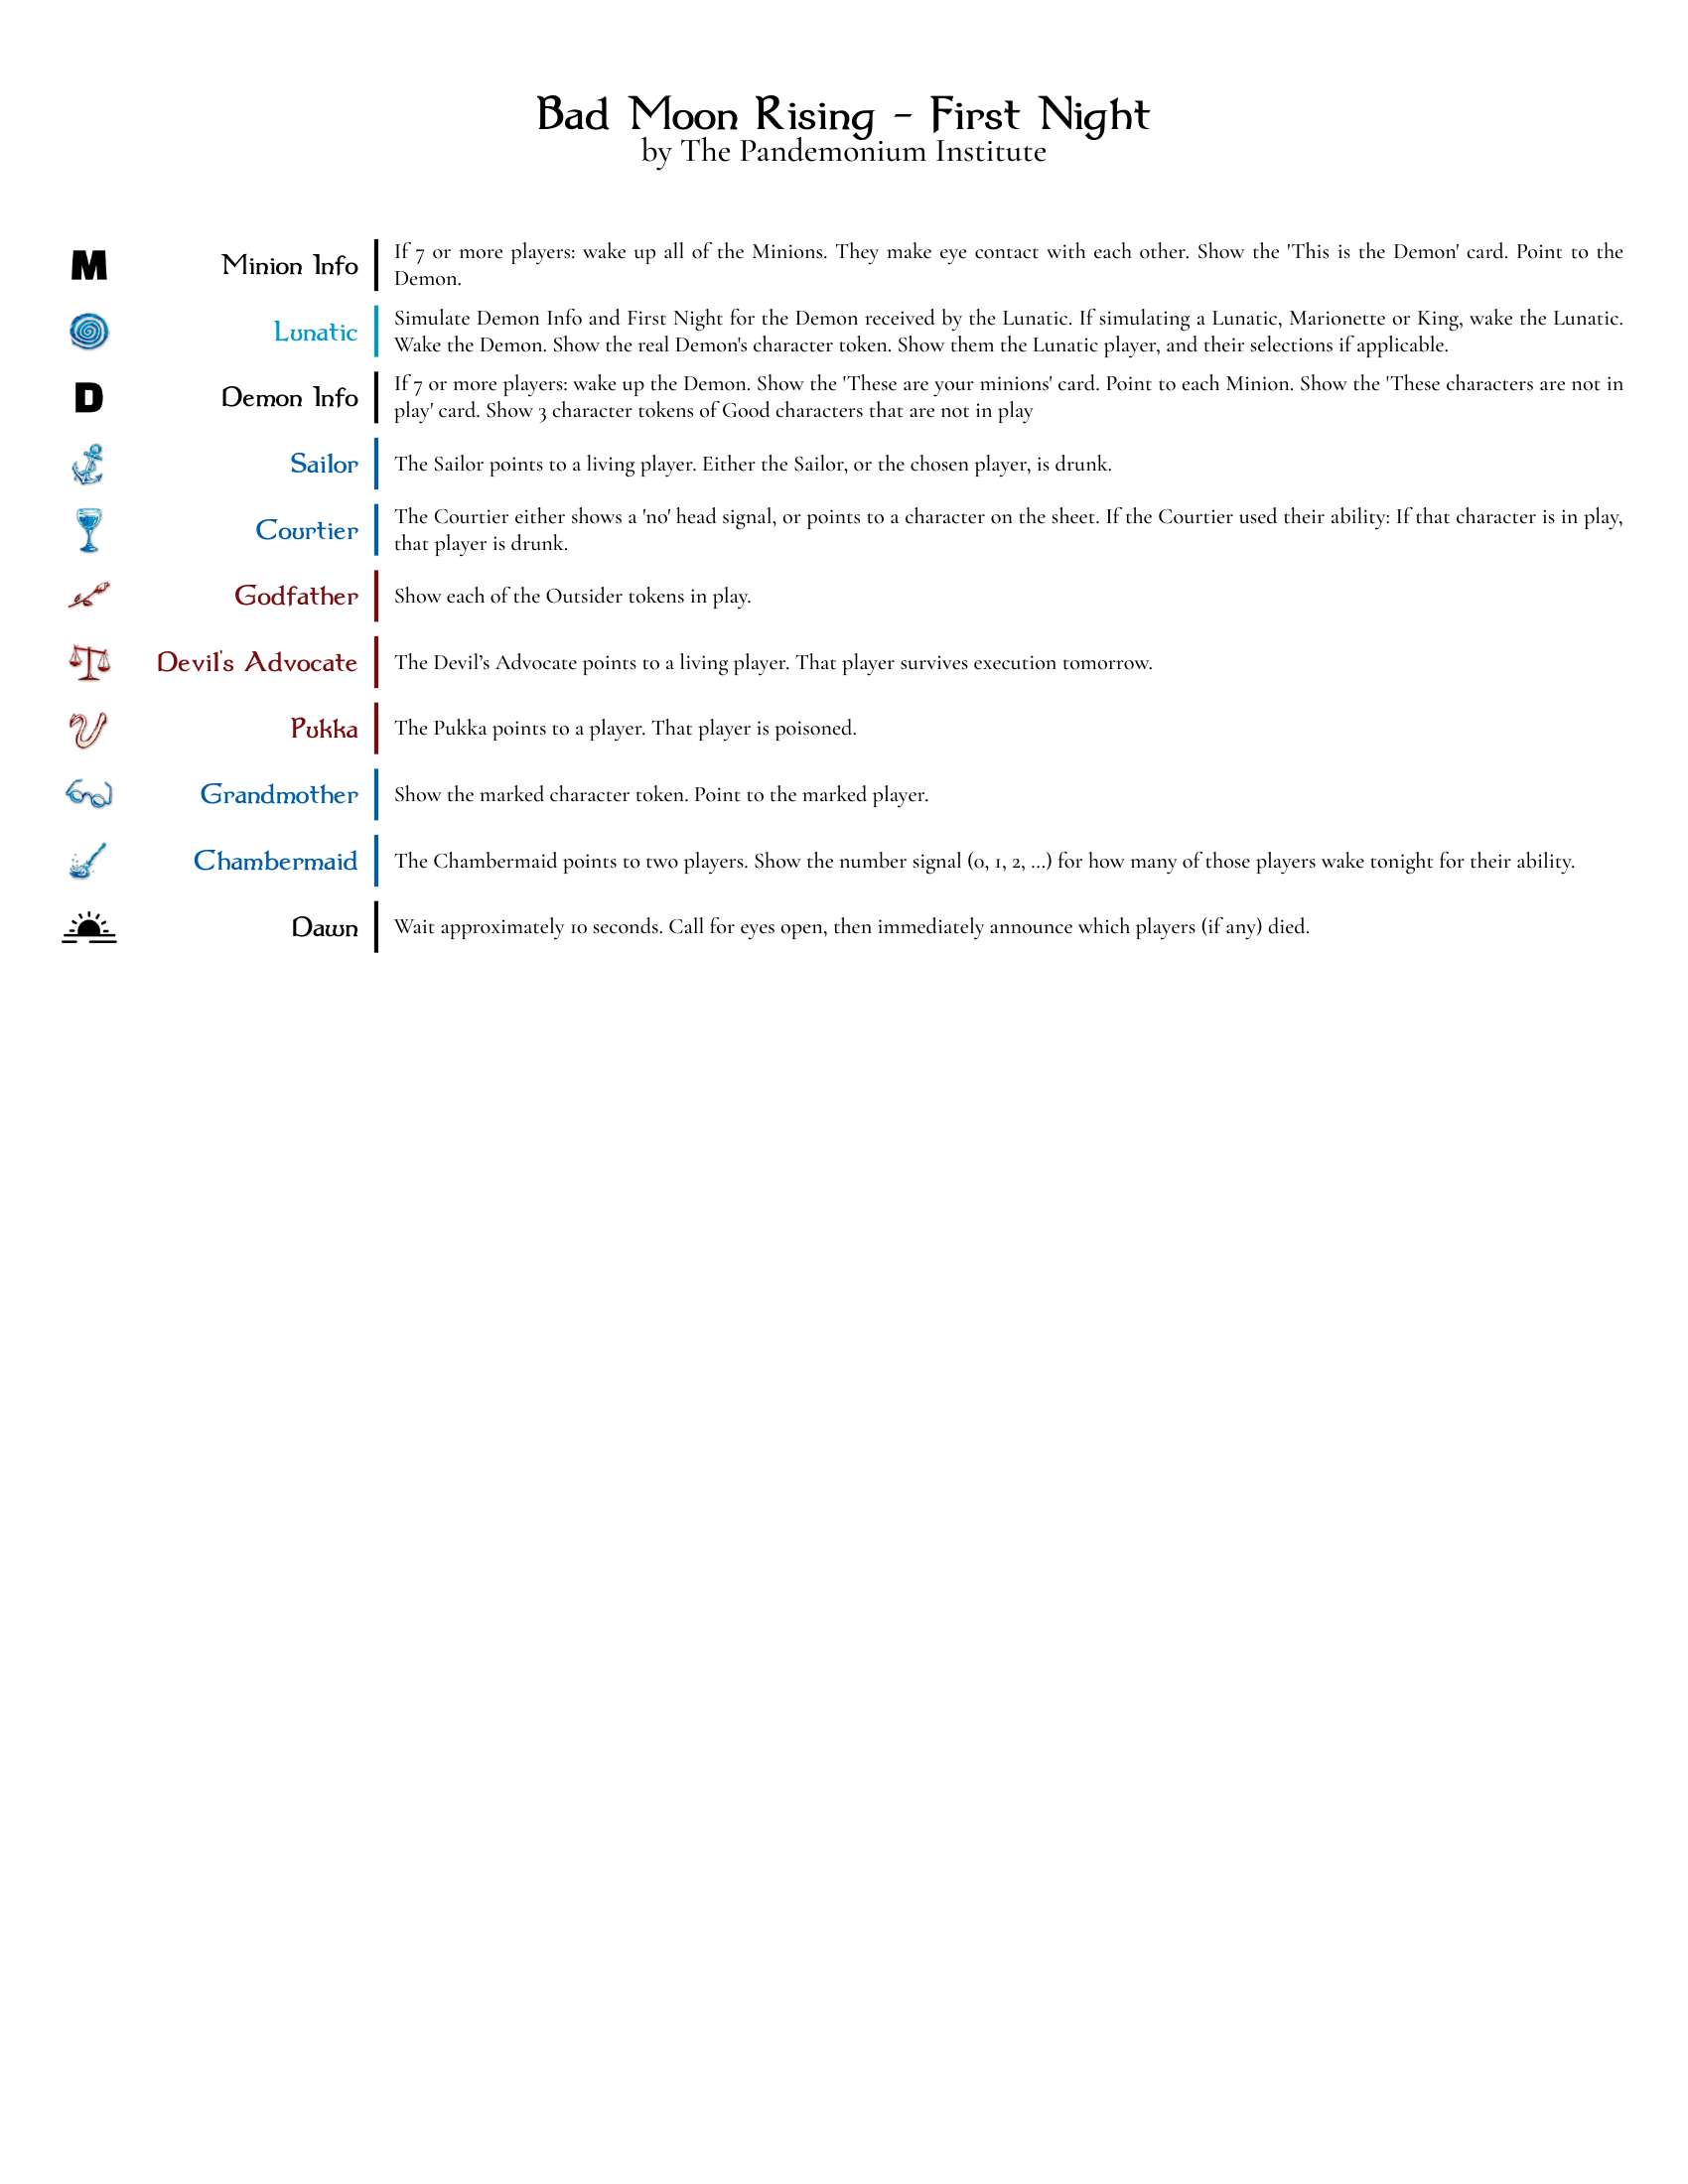 Bad Moon Rising - First Night
by The Pandemonium Institute
M
Minion Info
If 7 or more players: wake up all of the Minions. They make eye contact with each other. Show the 'This is the Demon' card. Point to the
Demon.
Lunatic
Simulate Demon Info and First Night for the Demon received by the Lunatic. If simulating a Lunatic, Marionette or King, wake the Lunatic.
Wake the Demon. Show the real Demon's character token. Show them the Lunatic player, and their selections if applicable.
D
Demon Info
If 7 or more players: wake up the Demon. Show the 'These are your minions' card. Point to each Minion. Show the 'These characters are not in
play' card. Show 3 character tokens of Good characters that are not in play
Sailor
The Sailor points to a living player. Either the Sailor, or the chosen player, is drunk.
Courtier
The Courtier either shows a 'no' head signal, or points to a character on the sheet. If the Courtier used their ability: If that character is in play,
that player is drunk.
Godfather
Show each of the Outsider tokens in play.
Devil's Advocate
The Devil’s Advocate points to a living player. That player survives execution tomorrow.
Pukka
The Pukka points to a player. That player is poisoned.
Grandmother
Show the marked character token. Point to the marked player.
Chambermaid
The Chambermaid points to two players. Show the number signal (0, 1, 2, ...) for how many of those players wake tonight for their ability.
Dawn
Wait approximately 10 seconds. Call for eyes open, then immediately announce which players (if any) died.